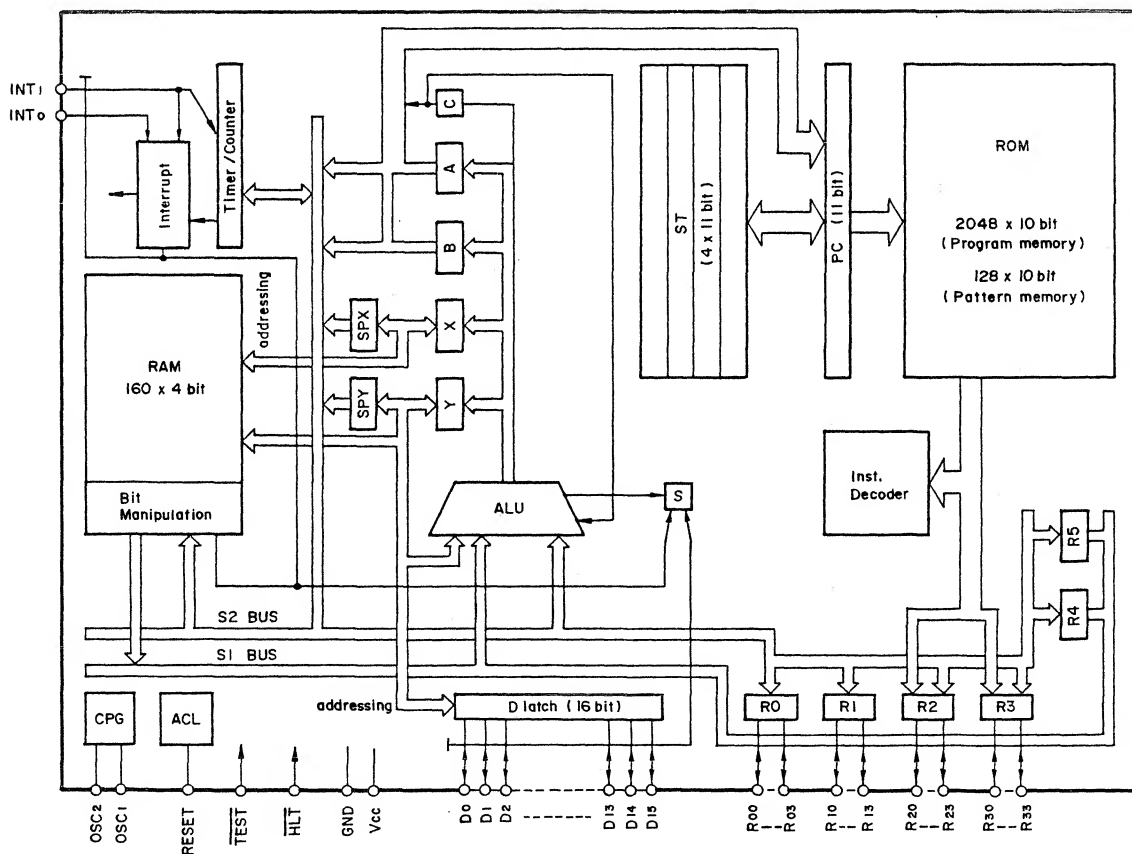 INT1
INT0
Interrupt
Timer/Counter
C
A
B
SPX
X
SPY
Y
addressing
RAM
160 x 4 bit
Bit
Manipulation
ALU
S
ST
(4 x 11 bit)
PC (11 bit)
ROM
2048 x 10 bit
(Program memory)
128 x 10 bit
(Pattern memory)
Inst.
Decoder
R5
R4
S2 BUS
S1 BUS
CPG
ACL
addressing
D latch (16 bit)
R0
R1
R2
R3
OSC2
OSC1
RESET
TEST
HLT
GND
Vcc
D0
D1
D2
D13
D14
D15
R00
R03
R10
R13
R20
R23
R30
R33